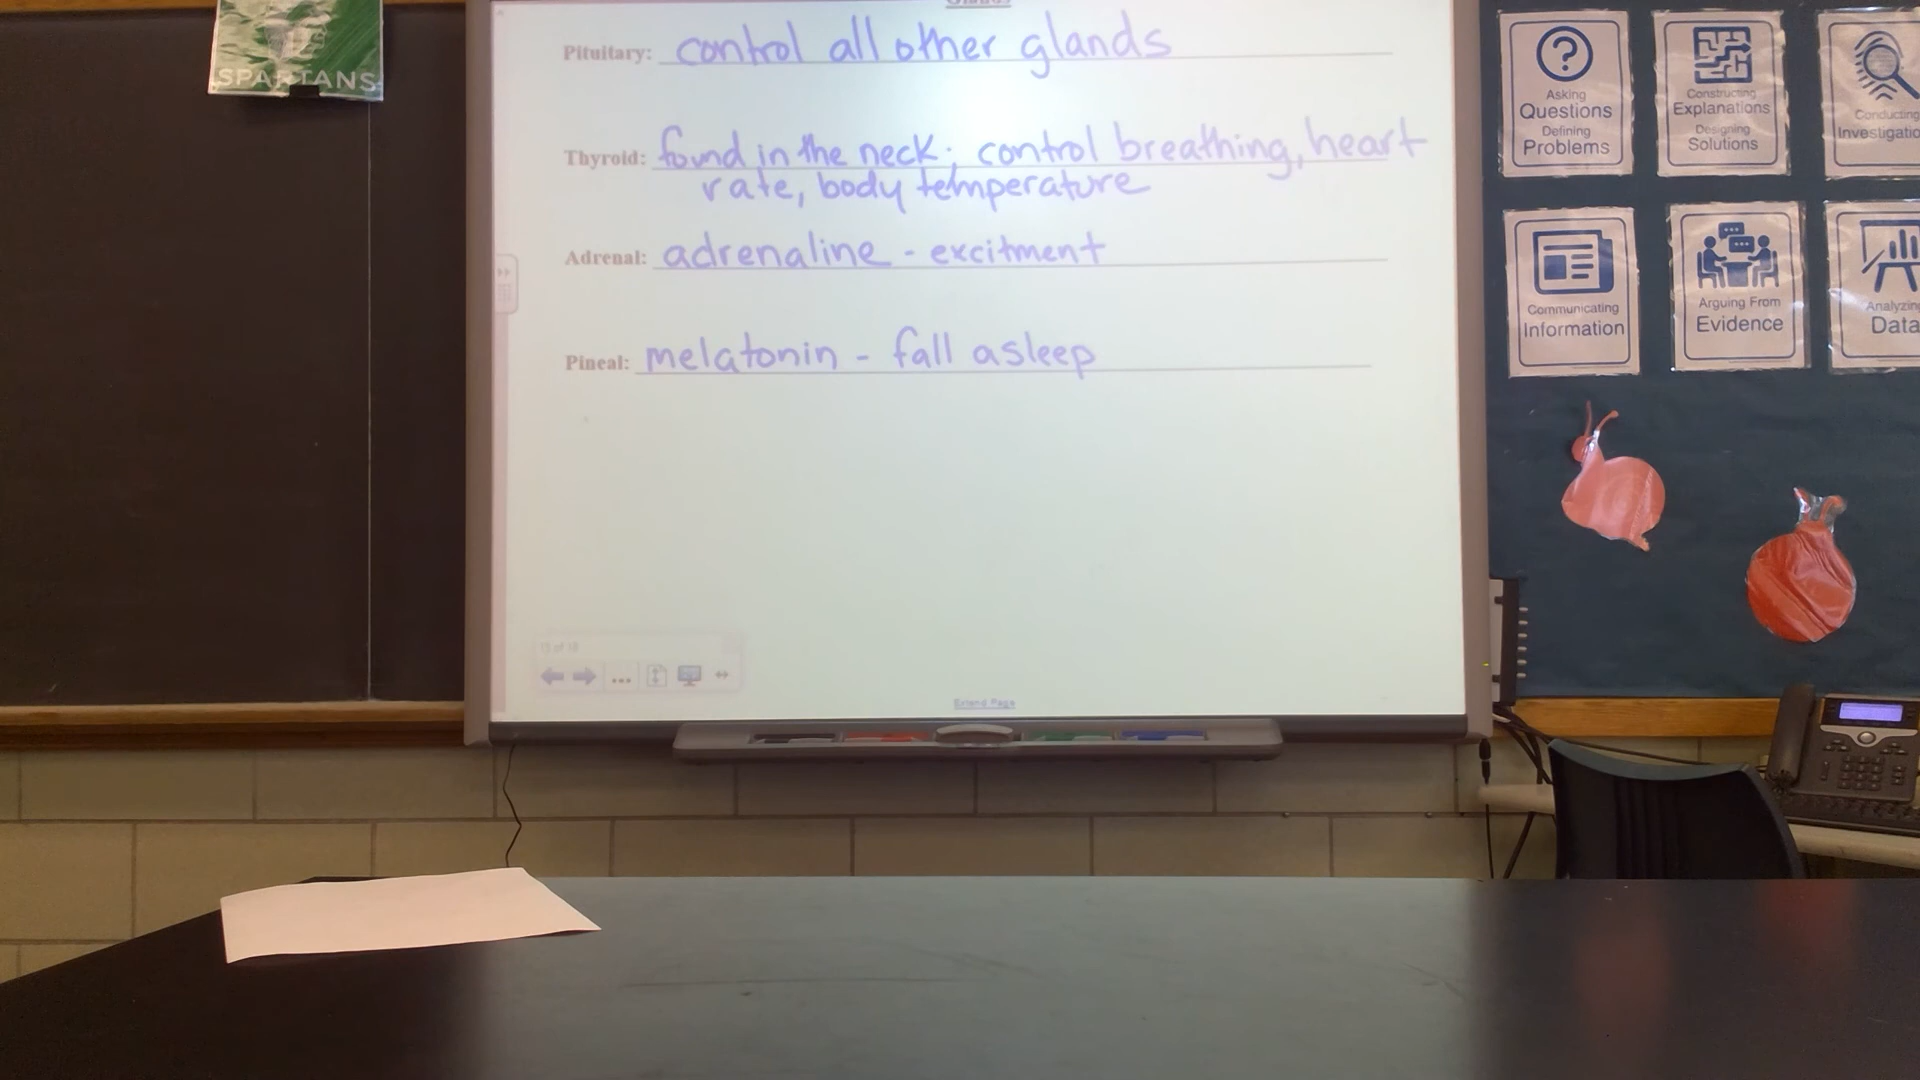 SPARTANS
Pituitary: control all other glands
Thyroid: found in the neck; control breathing, heart
rate, body temperature
Adrenal: adrenaline - excitment
Pineal: melatonin - fall asleep
Extend Page
Asking
Questions
Defining
Problems
Constructing
Explanations
Designing
Solutions
Conducting
Communicating
Information
Arguing From
Evidence
Data